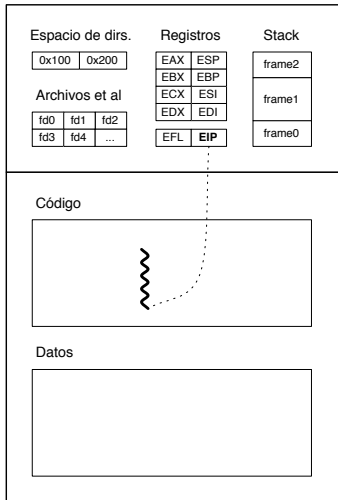 Espacio de dirs.
0x100 0x200
Archivos et al
fd0 fd1 fd2
fd3 fd4 ...
Registros
EAX ESP
EBX EBP
ECX ESI
EDX EDI
EFL EIP
Stack
frame2
frame1
frame0
Código
Datos